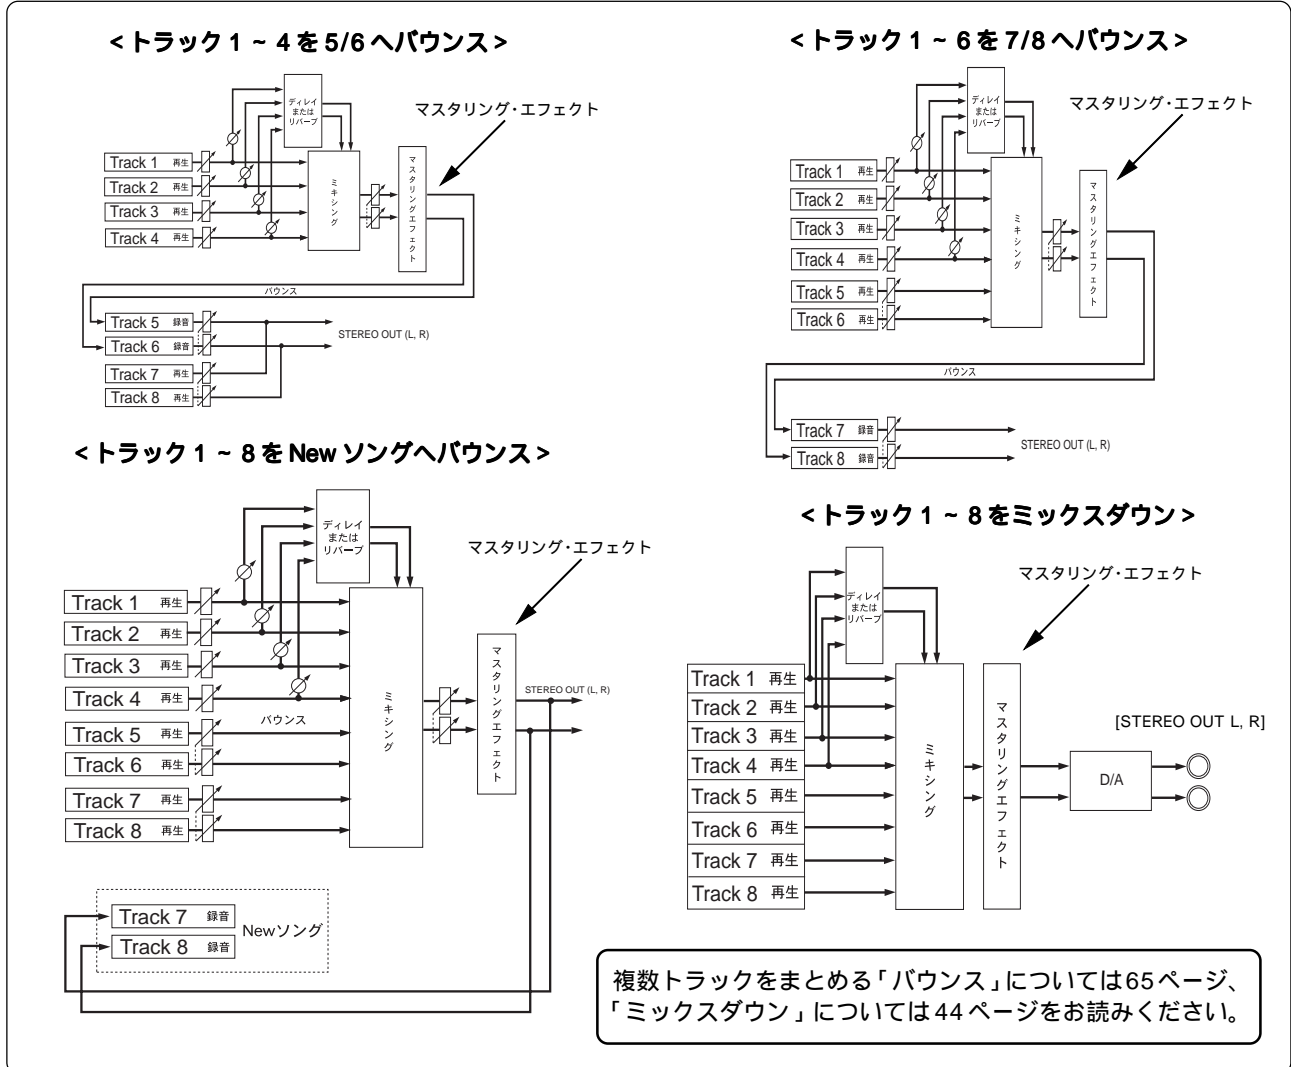 <トラック 1 ~ 4 を 5/6 へバウンス>
ディレイ
または
リバーブ
マスタリング・エフェクト
Track 1 再生
Track 2 再生
Track 3 再生
Track 4 再生
ミキシング
マスタリングエフェクト
バウンス
Track 5 録音
Track 6 録音
Track 7 再生
Track 8 再生
STEREO OUT (L, R)
<トラック 1 ~ 6 を 7/8 へバウンス>
ディレイ
または
リバーブ
マスタリング・エフェクト
Track 1 再生
Track 2 再生
Track 3 再生
Track 4 再生
Track 5 再生
Track 6 再生
ミキシング
マスタリングエフェクト
バウンス
Track 7 録音
Track 8 録音
STEREO OUT (L, R)
<トラック 1 ~ 8 を New ソングへバウンス>
ディレイ
または
リバーブ
マスタリング・エフェクト
Track 1 再生
Track 2 再生
Track 3 再生
Track 4 再生
バウンス
Track 5 再生
Track 6 再生
Track 7 再生
Track 8 再生
ミキシング
マスタリングエフェクト
STEREO OUT (L, R)
Track 7 録音
Track 8 録音
Newソング
<トラック 1 ~ 8 をミックスダウン>
ディレイ
または
リバーブ
マスタリング・エフェクト
Track 1 再生
Track 2 再生
Track 3 再生
Track 4 再生
Track 5 再生
Track 6 再生
Track 7 再生
Track 8 再生
ミキシング
マスタリングエフェクト
D/A
[STEREO OUT L, R]
複数トラックをまとめる「バウンス」については65ページ、
「ミックスダウン」については44ページをお読みください。